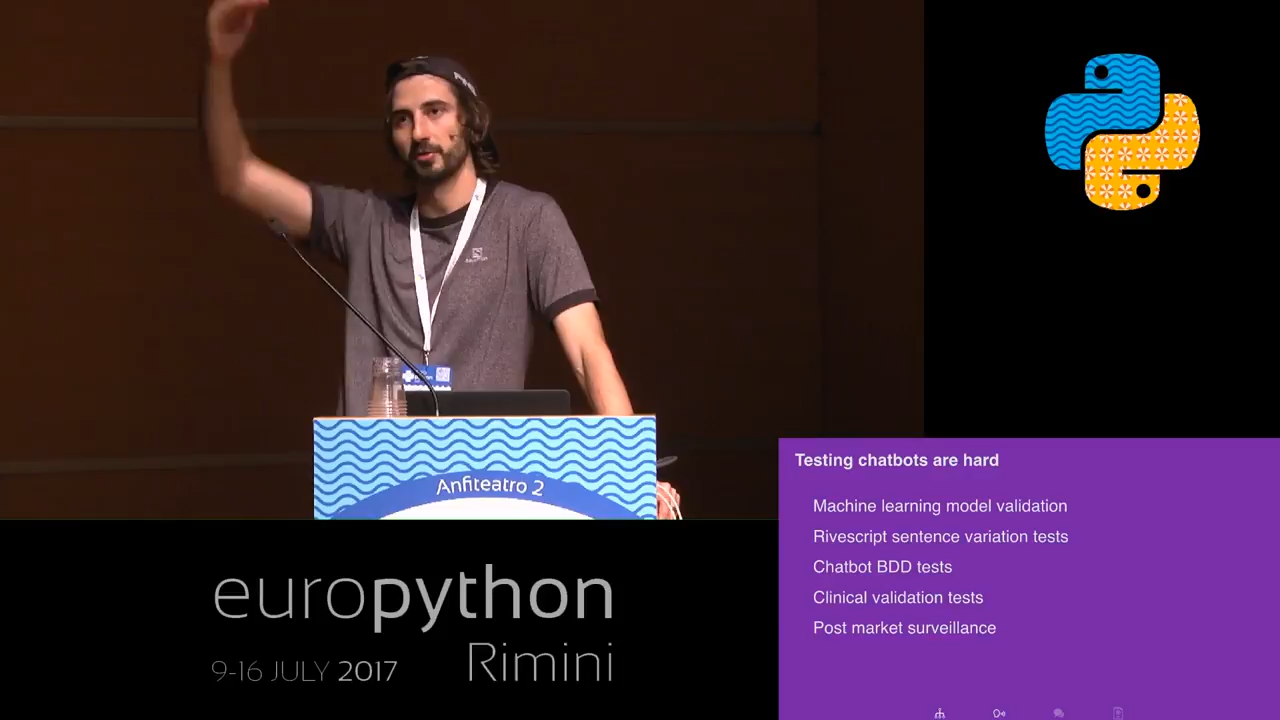 Anfiteatro 2
europython
Rimini
9-16 JULY 2017
Testing chatbots are hard
Machine learning model validation
Rivescript sentence variation tests
Chatbot BDD tests
Clinical validation tests
Post market surveillance